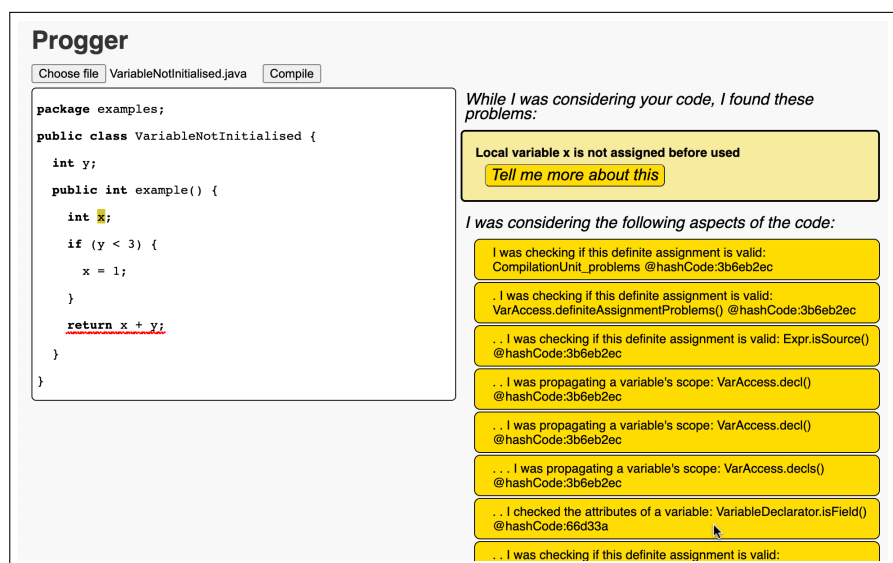 Progger
Choose file VariableNotInitialised.java Compile
package examples;
public class VariableNotInitialised {
int y;
public int example() {
int x;
if (y < 3) {
x = 1;
}
return x + y;
}
}
While I was considering your code, I found these
problems:
Local variable x is not assigned before used
Tell me more about this
I was considering the following aspects of the code:
I was checking if this definite assignment is valid:
CompilationUnit_problems @hashCode:3b6eb2ec
. I was checking if this definite assignment is valid:
VarAccess.definiteAssignmentProblems() @hashCode:3b6eb2ec
. . I was checking if this definite assignment is valid: Expr.isSource()
@hashCode:3b6eb2ec
. . I was propagating a variable's scope: VarAccess.decl()
@hashCode:3b6eb2ec
. . I was propagating a variable's scope: VarAccess.decl()
@hashCode:3b6eb2ec
. . . I was propagating a variable's scope: VarAccess.decls()
@hashCode:3b6eb2ec
. . I checked the attributes of a variable: VariableDeclarator.isField()
@hashCode:66d33a
. . I was checking if this definite assignment is valid: